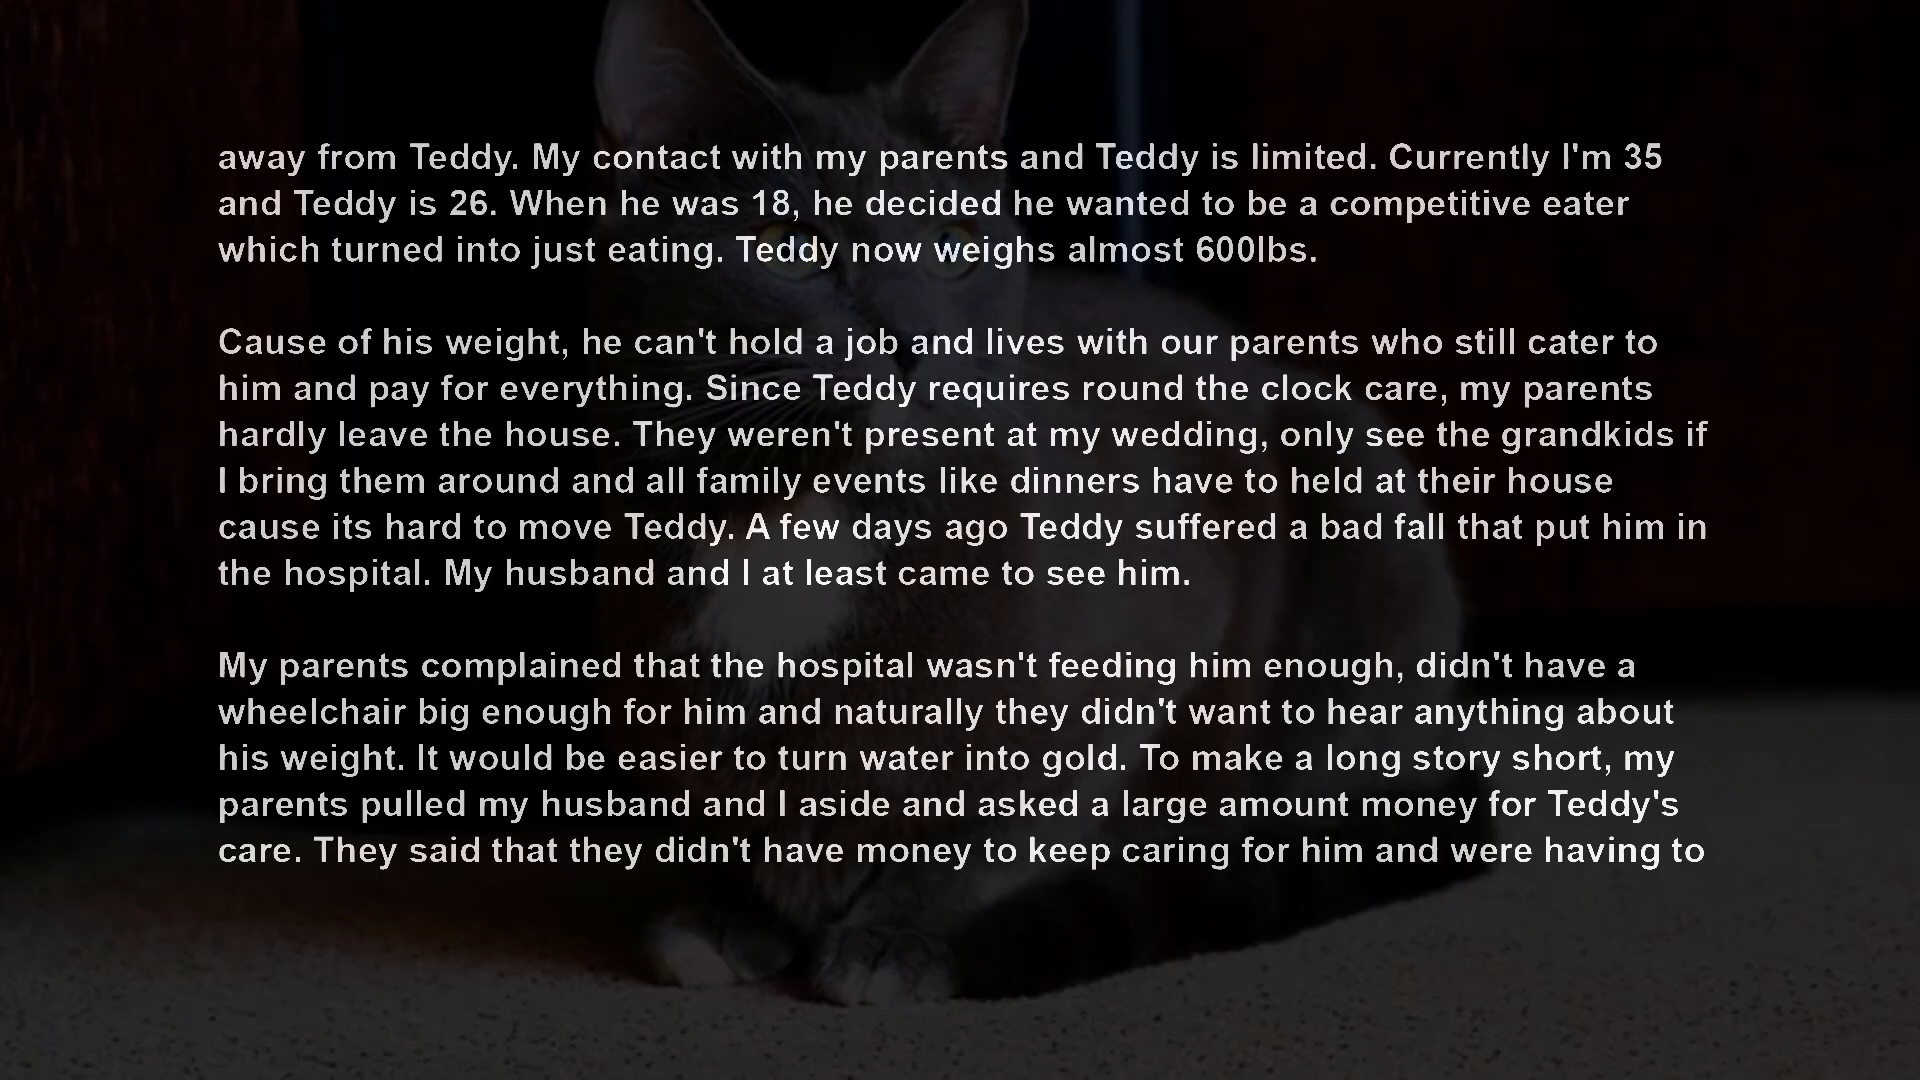 away from Teddy. My contact with my parents and Teddy is limited. Currently I'm 35
and Teddy is 26. When he was 18, he decided he wanted to be a competitive eater
which turned into just eating. Teddy now weighs almost 600lbs.
Cause of his weight, he can't hold a job and lives with our parents who still cater to
him and pay for everything. Since Teddy requires round the clock care, my parents
hardly leave the house. They weren't present at my wedding, only see the grandkids if
I bring them around and all family events like dinners have to held at their house
cause its hard to move Teddy. A few days ago Teddy suffered a bad fall that put him in
the hospital. My husband and I at least came to see him.
My parents complained that the hospital wasn't feeding him enough, didn't have a
wheelchair big enough for him and naturally they didn't want to hear anything about
his weight. It would be easier to turn water into gold. To make a long story short, my
parents pulled my husband and I aside and asked a large amount money for Teddy's
care. They said that they didn't have money to keep caring for him and were having to